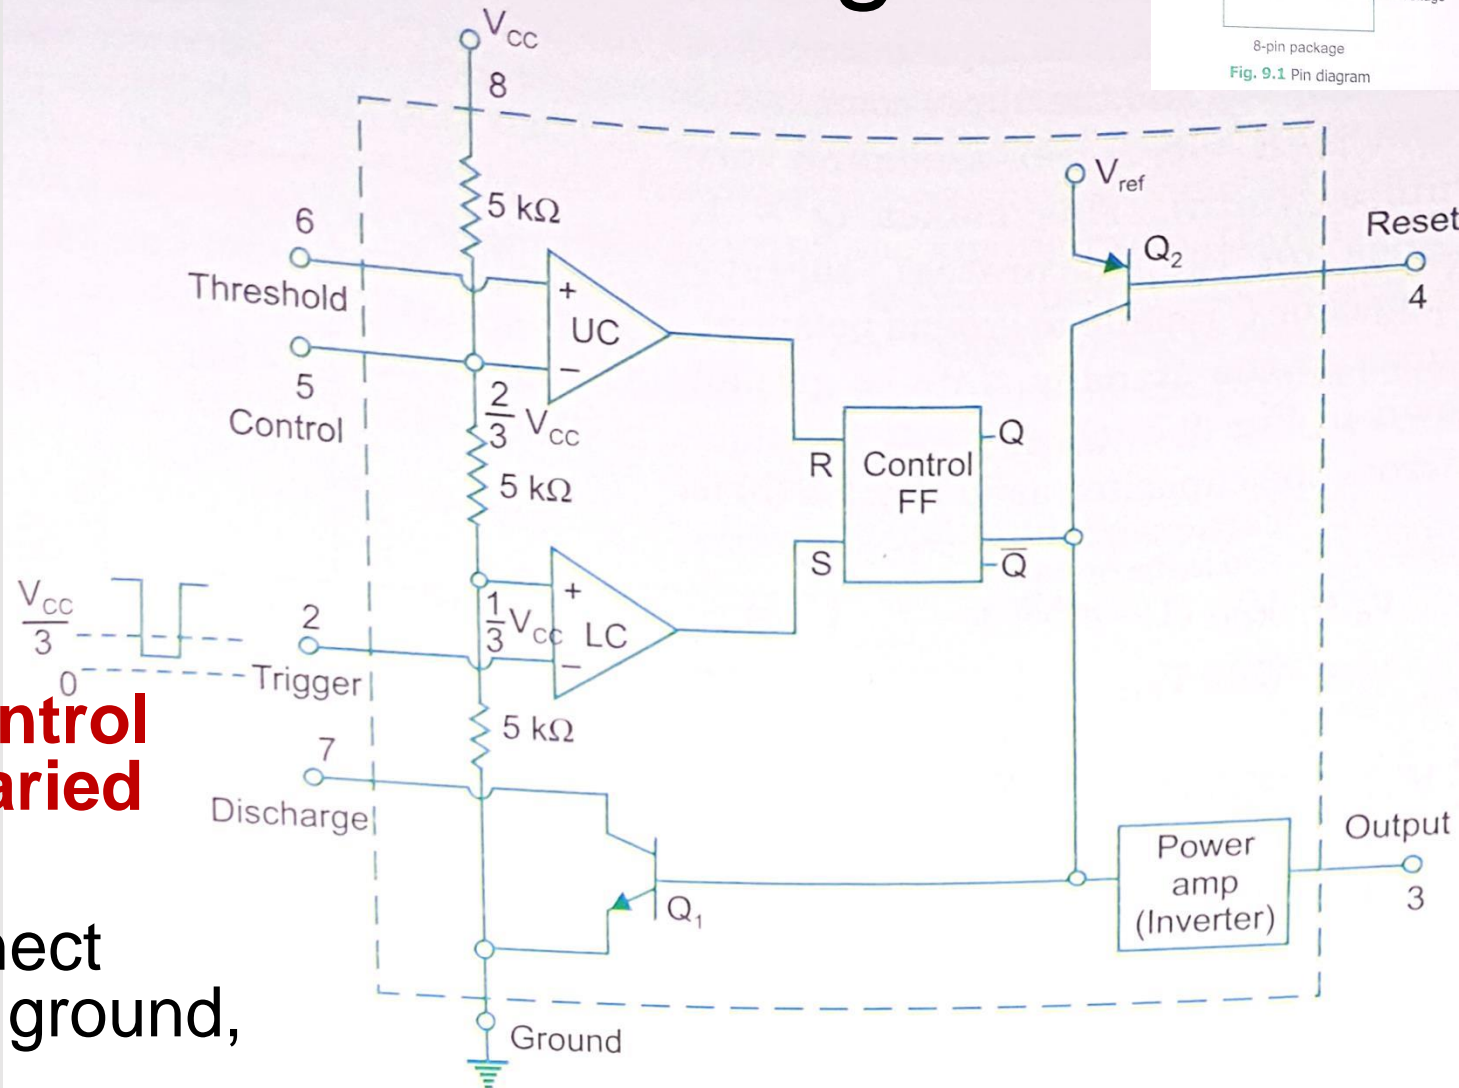 g
8-pin package
Fig. 9.1 Pin diagram
VCC
8
5 kΩ
Vref
Q2
Reset
4
6
Threshold
+
UC
−
5
Control
2/3 VCC
5 kΩ
R
S
Control
FF
Q
Q̅
VCC/3
0
2
Trigger
1/3 VCC
+
LC
−
5 kΩ
7
Discharge
Q1
Power
amp
(Inverter)
Output
3
Ground
ntrol
aried
nect
ground,